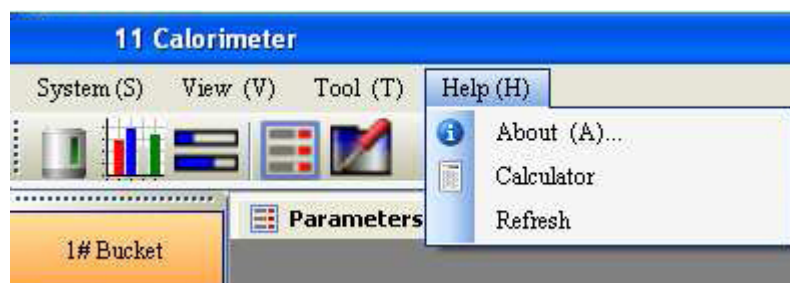 11 Calorimeter
System (S) View (V) Tool (T) Help (H)
About (A)...
Calculator
Parameters
Refresh
1# Bucket